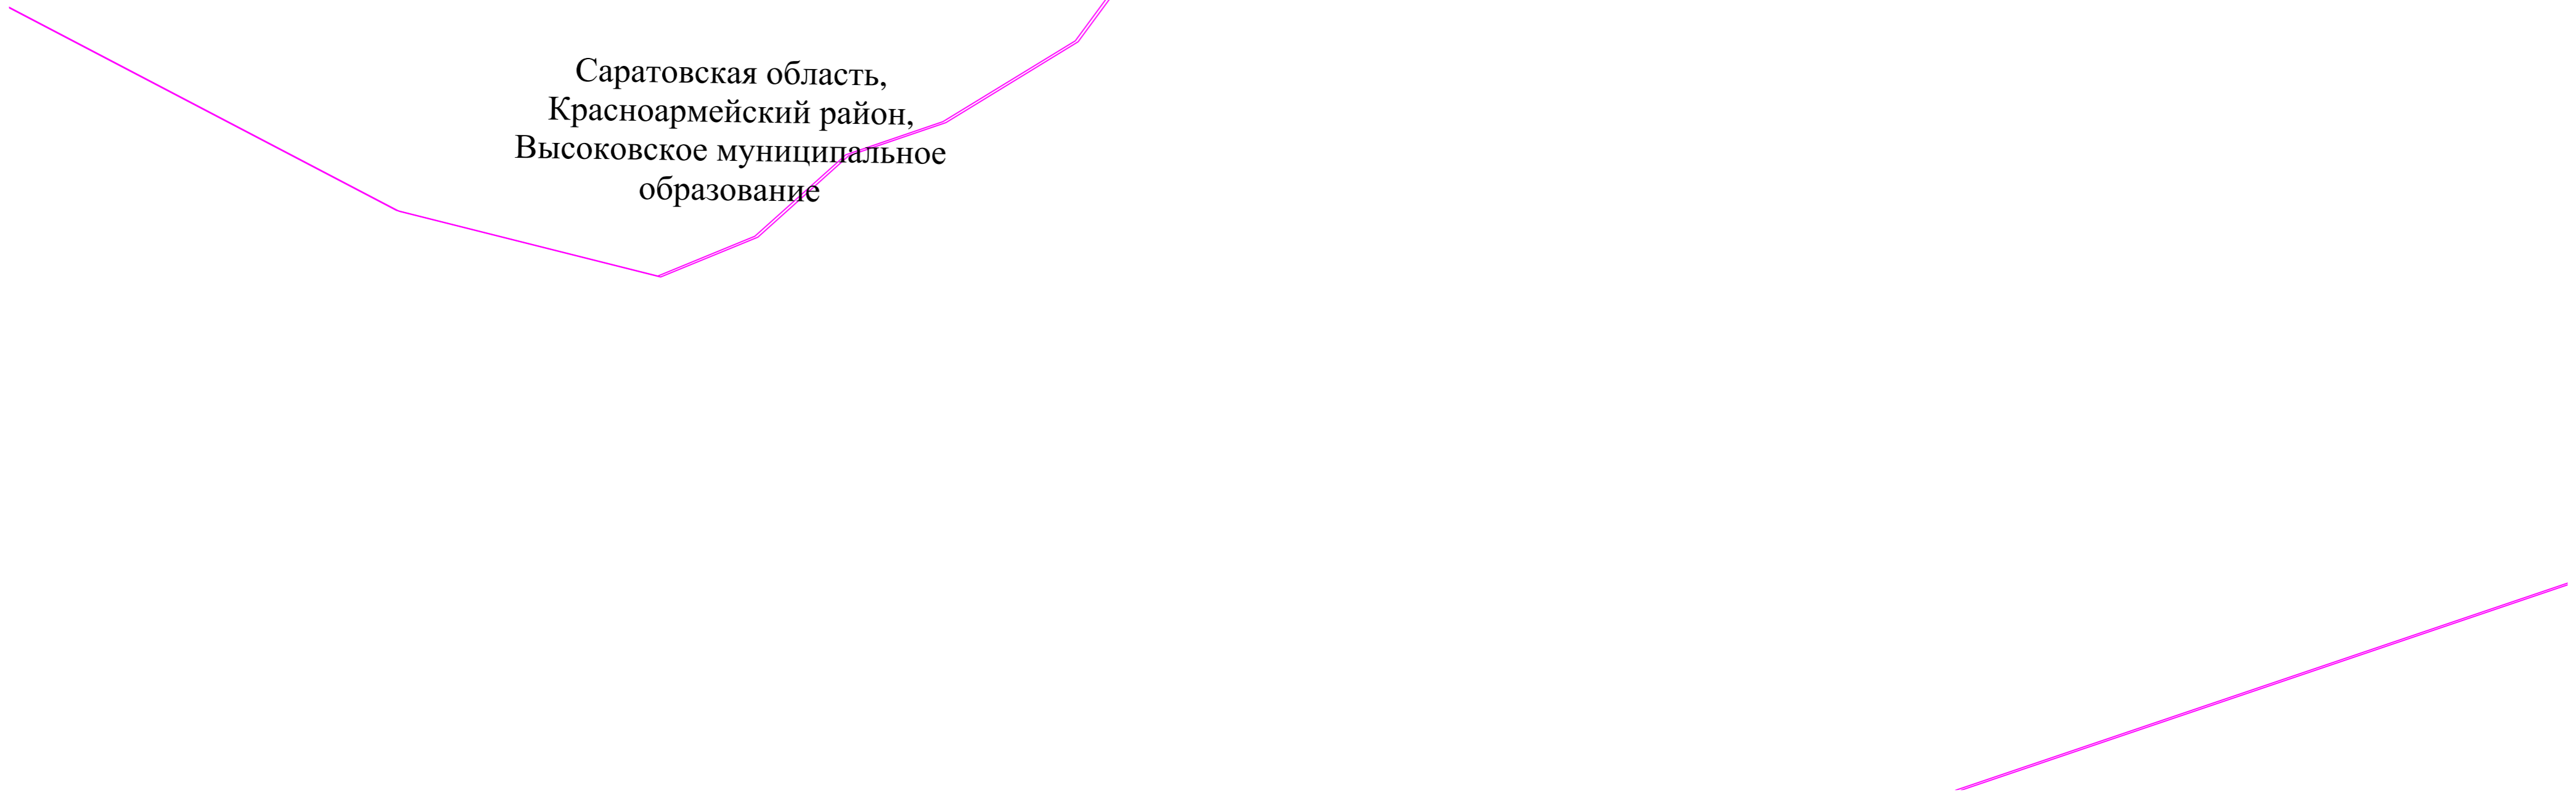 Саратовская область,
Красноармейский район,
Высоковское муниципальное
образование